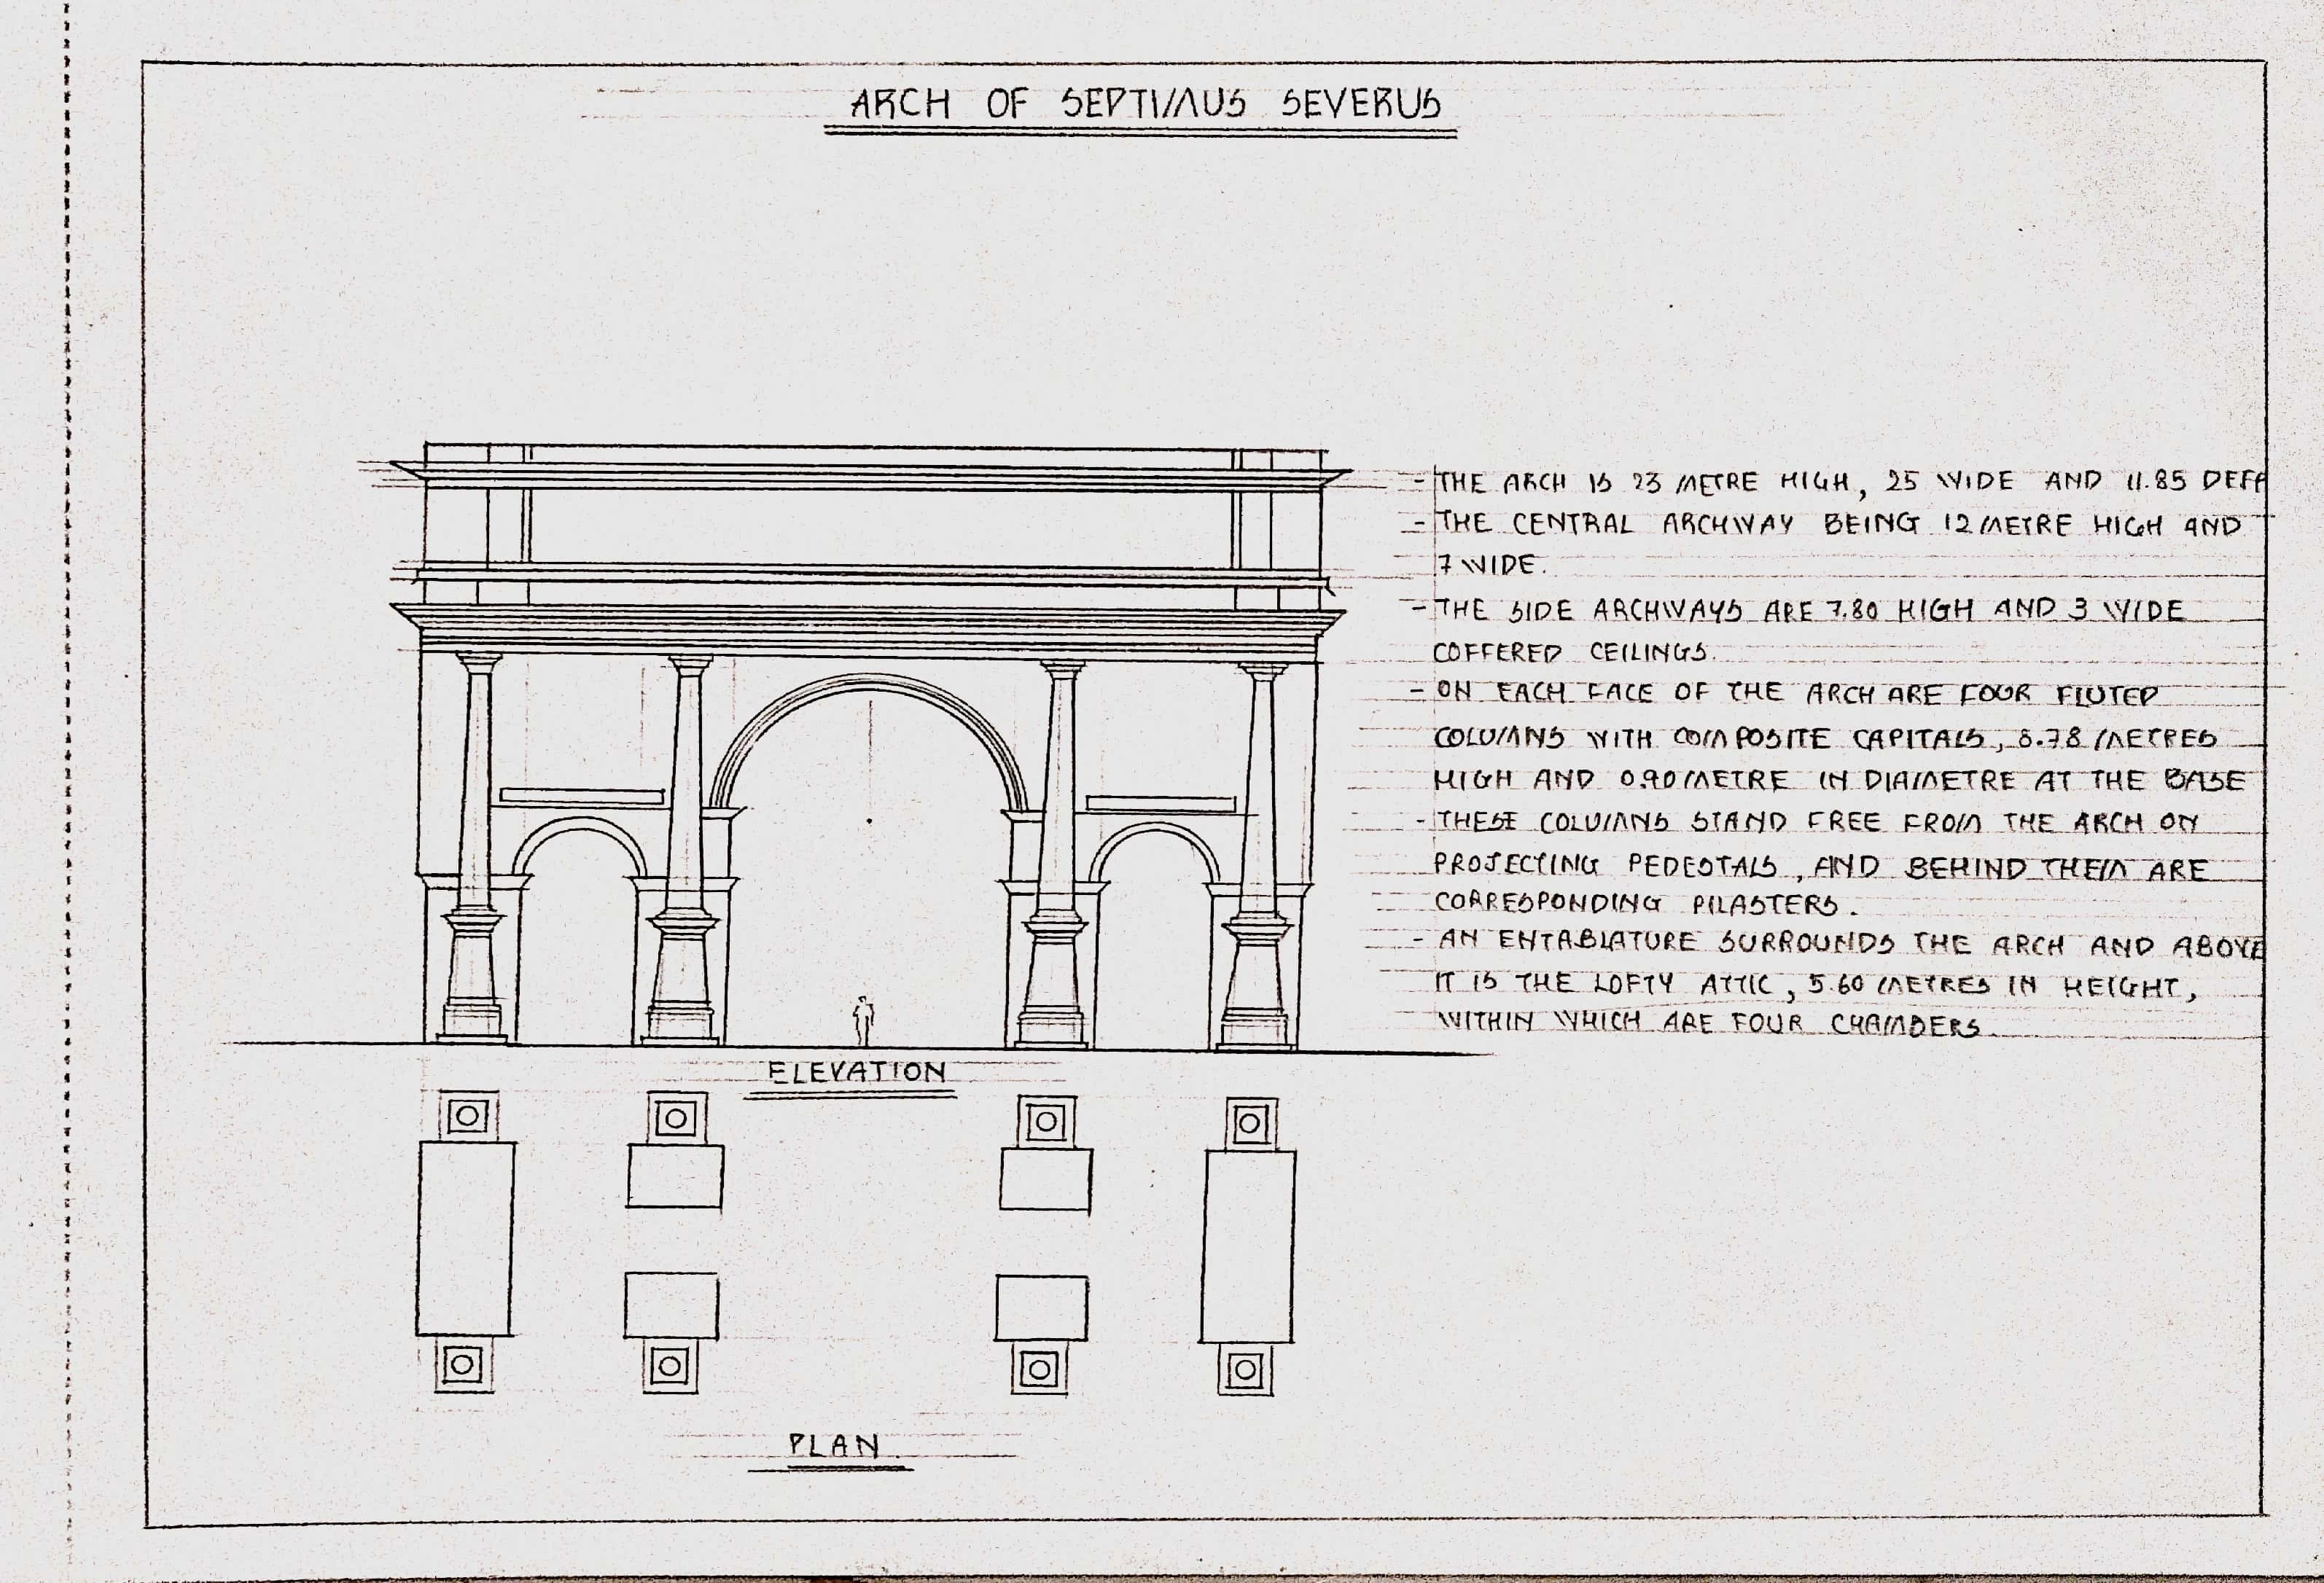 ARCH OF SEPTIMUS SEVERUS
- THE ARCH IS 23 METRE HIGH, 25 WIDE AND 11.85 DEEP
- THE CENTRAL ARCHWAY BEING 12 METRE HIGH AND
7 WIDE.
- THE SIDE ARCHWAYS ARE 7.80 HIGH AND 3 WIDE
COFFERED CEILINGS.
- ON EACH FACE OF THE ARCH ARE FOUR FLUTED
COLUMNS WITH COMPOSITE CAPITALS, 8.78 METRES
HIGH AND 0.90 METRE IN DIAMETRE AT THE BASE
- THESE COLUMNS STAND FREE FROM THE ARCH ON
PROJECTING PEDESTALS, AND BEHIND THEM ARE
CORRESPONDING PILASTERS.
- AN ENTABLATURE SURROUNDS THE ARCH AND ABOVE
IT IS THE LOFTY ATTIC, 5.60 METRES IN HEIGHT,
WITHIN WHICH ARE FOUR CHAMBERS.
ELEVATION
PLAN